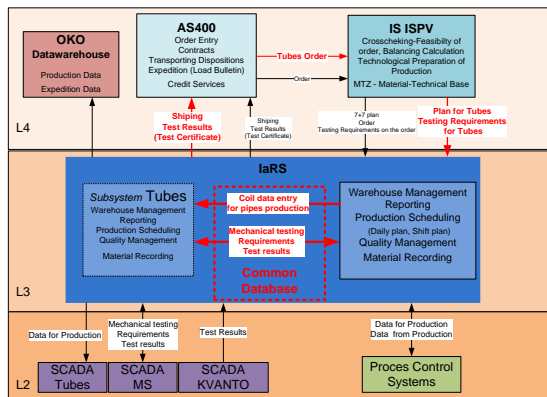 OKO
Datawarehouse
Production Data
Expedition Data
AS400
Order Entry
Contracts
Transporting Dispositions
Expedition (Load Bulletin)
Credit Services
Tubes Order
Order
IS ISPV
Crosscheking-Feasibilty of
order, Balancing Calculation
Technological Preparation of
Production
MTZ - Material-Technical Base
L4
Shiping
Test Results
(Test Certificate)
Shiping
Test Results
(Test Certificate)
7+7 plan
Order
Testing Requirements on the order
Plan for Tubes
Testing Requirements
for Tubes
IaRS
Subsystem Tubes
Warehouse Management
Reporting
Production Scheduling
Quality Management
Material Recording
Coil data entry
for pipes production
Mechanical testing
Requirements
Test results
Common
Database
Warehouse Management
Reporting
Production Scheduling
(Daily plan, Shift plan)
Quality Management
Material Recording
L3
Data for Production
Mechanical testing
Requirements
Test results
Test Results
Data for Production
Data from Production
L2
SCADA
Tubes
SCADA
MS
SCADA
KVANTO
Proces Control
Systems